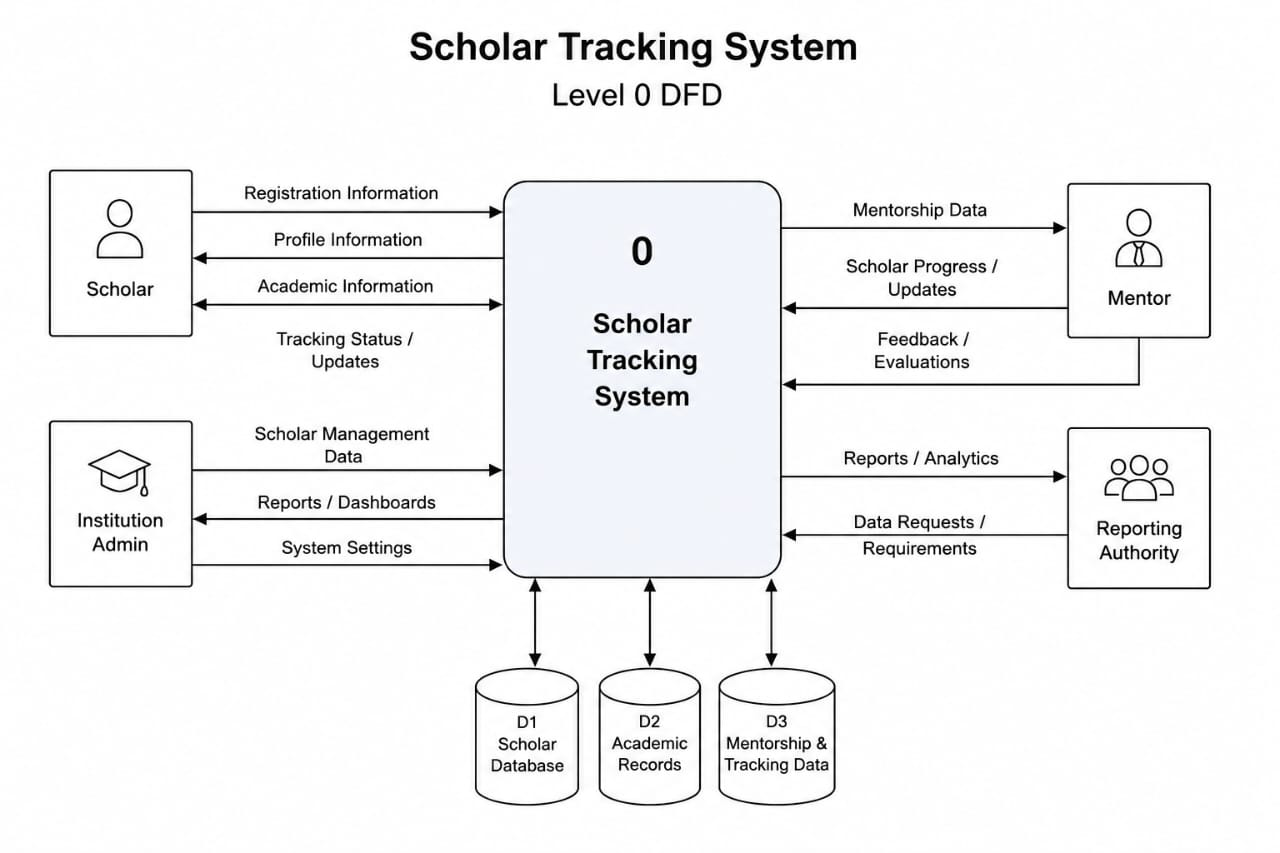 Scholar Tracking System
Level 0 DFD
Scholar
Registration Information
Profile Information
Academic Information
Tracking Status /
Updates
Institution
Admin
Scholar Management
Data
Reports / Dashboards
System Settings
0
Scholar
Tracking
System
Mentorship Data
Scholar Progress /
Updates
Feedback /
Evaluations
Mentor
Reports / Analytics
Data Requests /
Requirements
Reporting
Authority
D1
Scholar
Database
D2
Academic
Records
D3
Mentorship &
Tracking Data